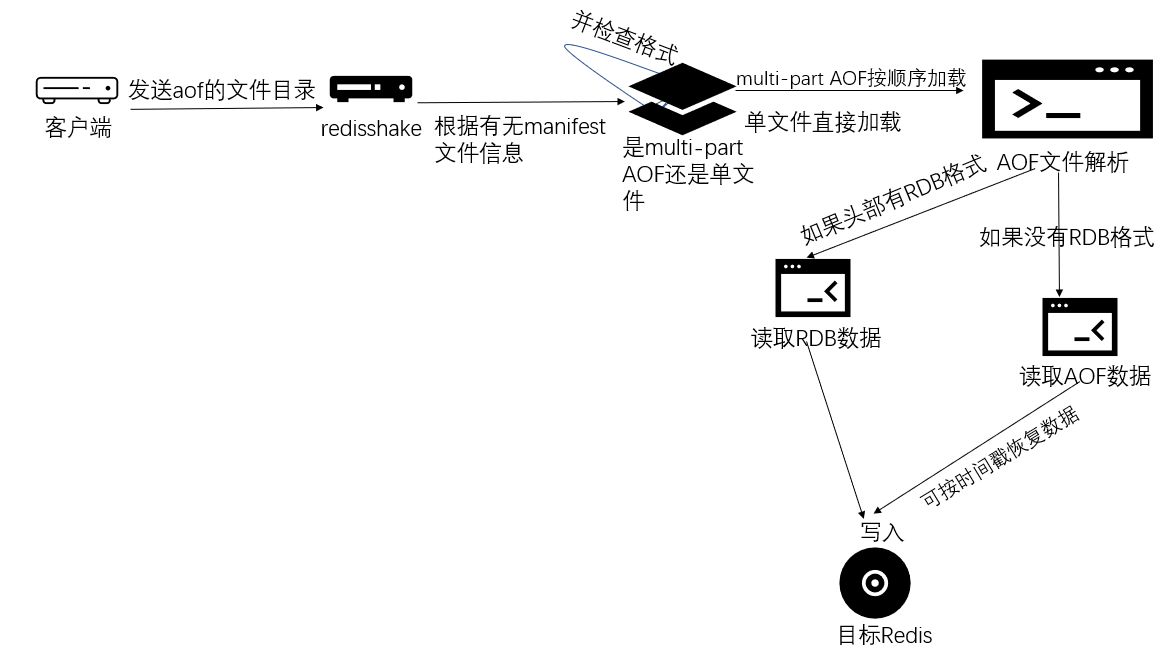 并检查格式
发送aof的文件目录
客户端
redisshake
根据有无manifest
文件信息
multi-part AOF按顺序加载
单文件直接加载
是multi-part
AOF还是单文
件
AOF文件解析
如果头部有RDB格式
如果没有RDB格式
读取RDB数据
读取AOF数据
可按时间戳恢复数据
写入
目标Redis